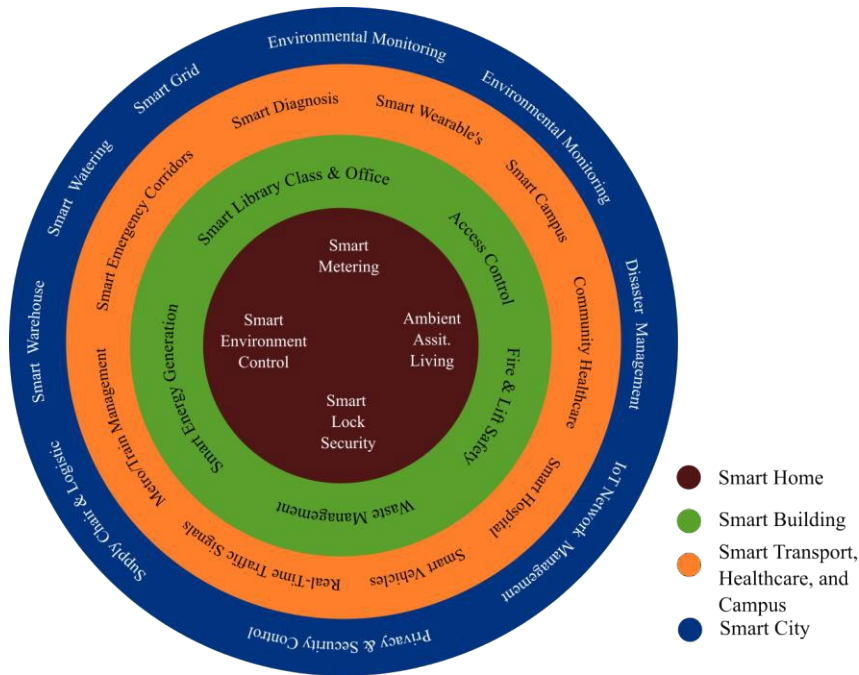 Environmental Monitoring
Environmental Monitoring
Disaster Management
IoT Network Management
Privacy & Security Control
Supply Chair & Logistic
Smart Warehouse
Smart Watering
Smart Grid
Smart Diagnosis
Smart Wearable's
Smart Campus
Community Healthcare
Smart Hospital
Smart Vehicles
Real-Time Traffic Signals
Metro/Train Management
Smart Emergency Corridors
Smart Library Class & Office
Access Control
Fire & Lift Safety
Waste Management
Smart Energy Generation
Smart
Metering
Smart
Environment
Control
Ambient
Assit.
Living
Smart
Lock
Security
Smart Home
Smart Building
Smart Transport,
Healthcare, and
Campus
Smart City